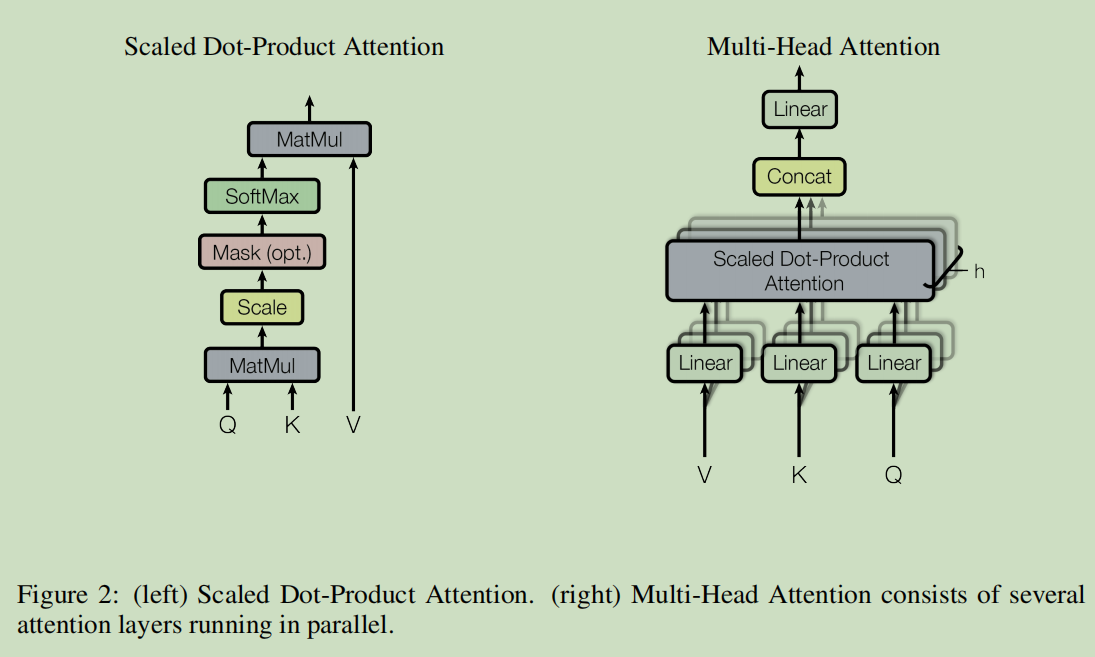 Scaled Dot-Product Attention
MatMul
SoftMax
Mask (opt.)
Scale
MatMul
Q K V
Multi-Head Attention
Linear
Concat
Scaled Dot-Product
Attention
h
Linear Linear Linear
V K Q
Figure 2: (left) Scaled Dot-Product Attention. (right) Multi-Head Attention consists of several
attention layers running in parallel.